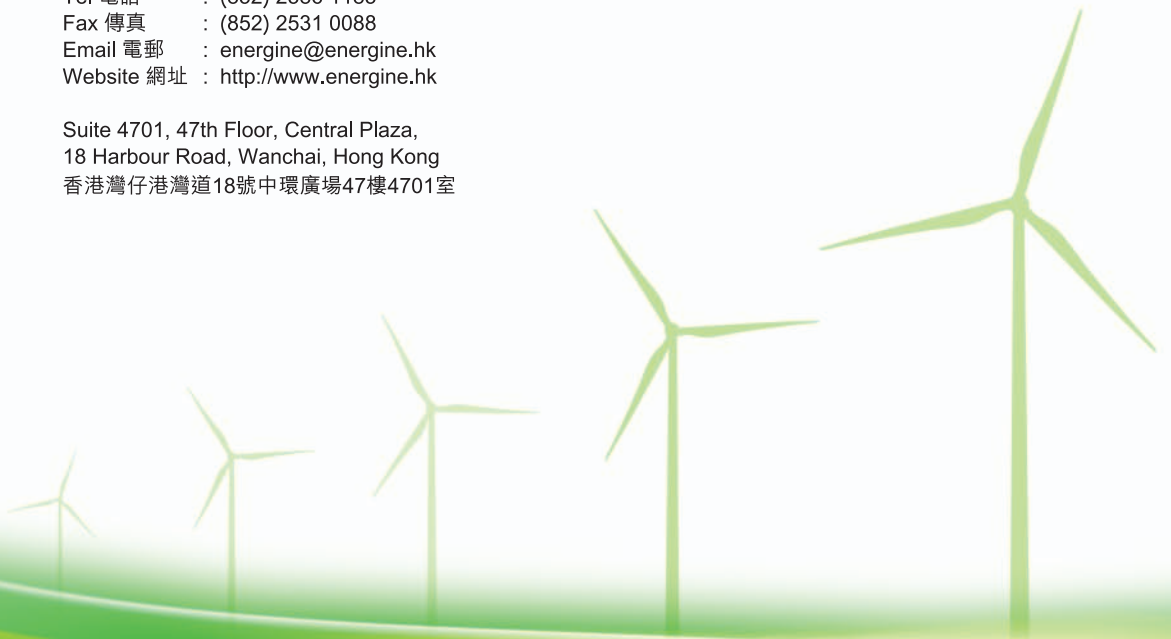 Fax 傳真 : (852) 2531 0088
Email 電郵 : energine@energine.hk
Website 網址 : http://www.energine.hk
Suite 4701, 47th Floor, Central Plaza,
18 Harbour Road, Wanchai, Hong Kong
香港灣仔港灣道18號中環廣場47樓4701室